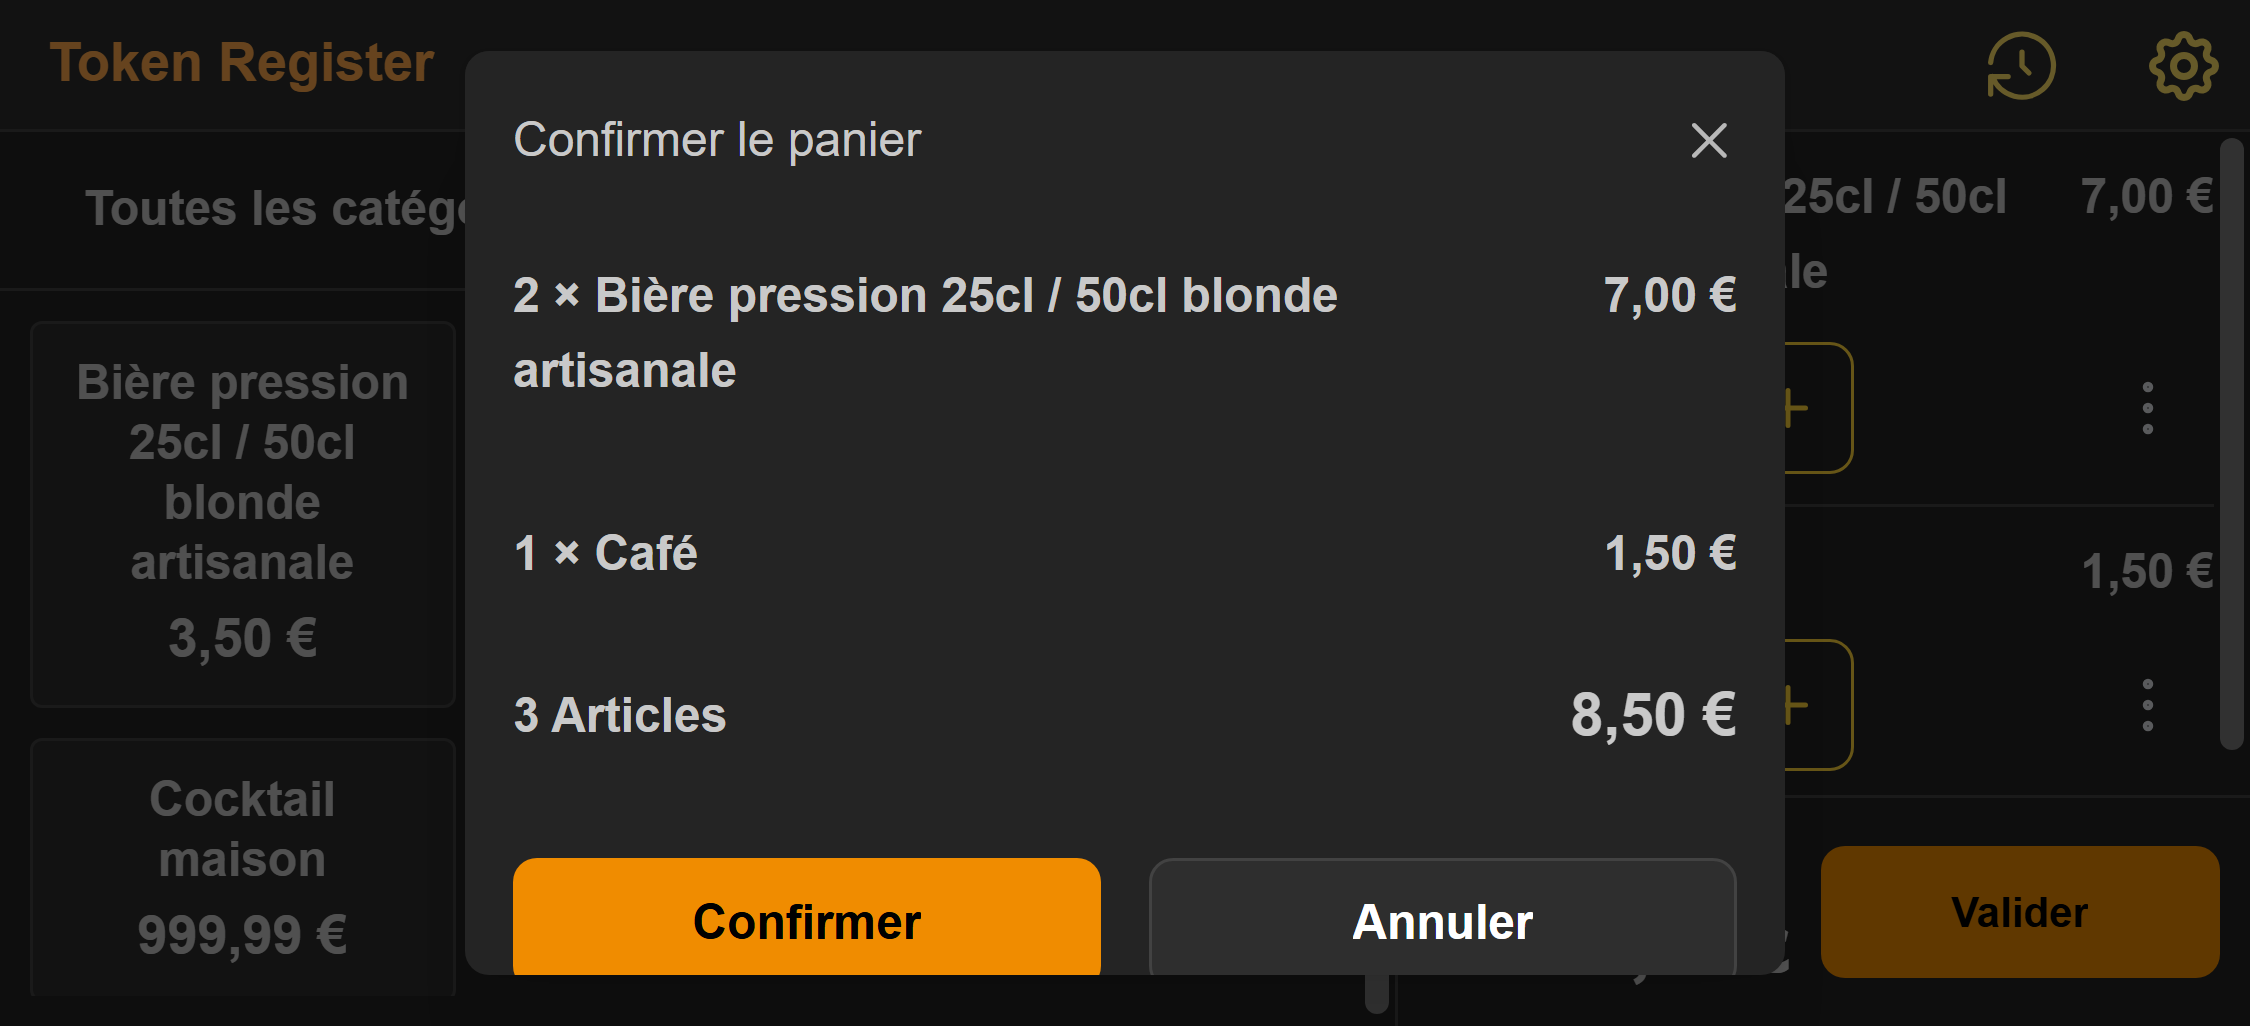 Token Register
Toutes les catég
Bière pression
25cl / 50cl
blonde
artisanale
3,50 €
Cocktail
maison
999,99 €
Confirmer le panier
2 × Bière pression 25cl / 50cl blonde
artisanale
7,00 €
1 × Café
1,50 €
3 Articles
8,50 €
Confirmer
Annuler
25cl / 50cl
7,00 €
le
1,50 €
Valider